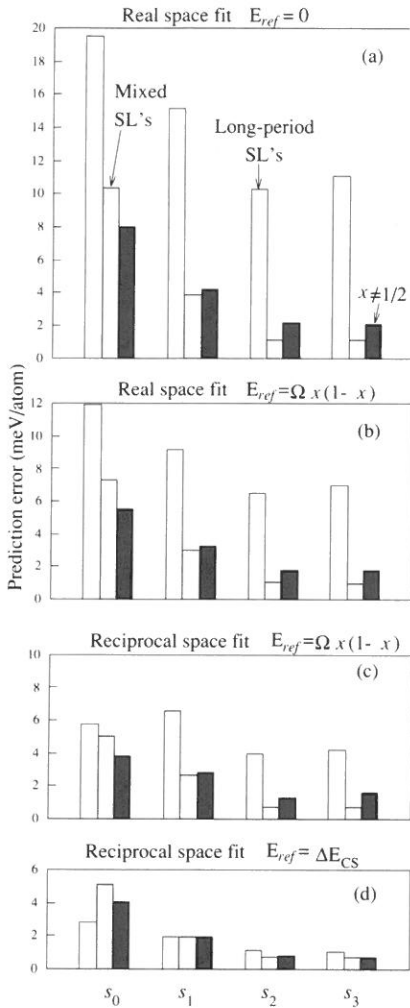 Real space fit E_ref = 0
(a)
Mixed SL's
Long-period SL's
x≠1/2
20
18
16
14
12
10
8
6
4
2
0
Prediction error (meV/atom)
Real space fit E_ref = Ω x(1- x)
(b)
12
10
8
6
4
2
0
Reciprocal space fit E_ref = Ω x(1- x)
(c)
10
8
6
4
2
0
Reciprocal space fit E_ref = ΔE_CS
(d)
6
4
2
0
s_0 s_1 s_2 s_3